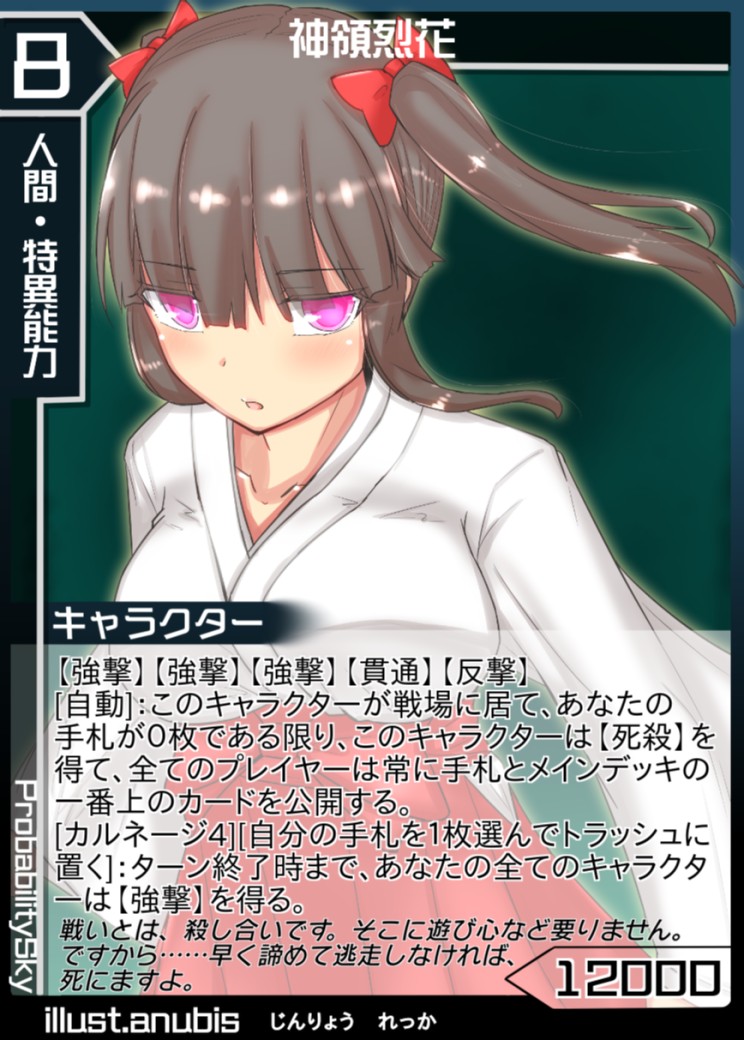 神領烈花
8
人間・特異能力
キャラクター
【強撃】【強撃】【強撃】【貫通】【反撃】
[自動]：このキャラクターが戦場に居て、あなたの
手札が0枚である限り、このキャラクターは【死殺】を
得て、全てのプレイヤーは常に手札とメインデッキの
一番上のカードを公開する。
[カルネージ4][自分の手札を1枚選んでトラッシュに
置く]：ターン終了時まで、あなたの全てのキャラクタ
ーは【強撃】を得る。
戦いとは、殺し合いです。そこに遊び心など要りません。
ですから……早く諦めて逃走しなければ、
死にますよ。
ProbabilitySky
12000
illust.anubis じんりょう れっか